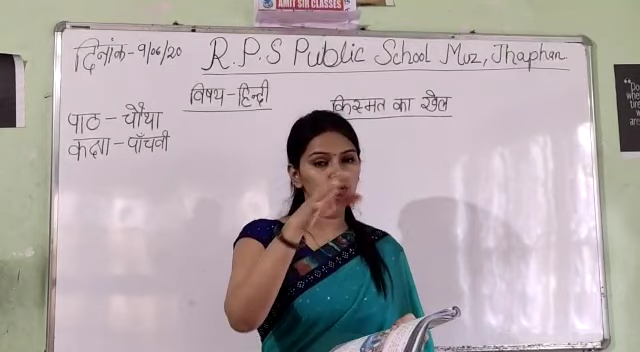 AMIT SIR CLASSES
दिनांक-9/06/20
R.P.S Public School Muz, Jhaphan
विषय-हिन्दी
किस्मत का खेल
पाठ - चौथा
कक्षा - पाँचवी